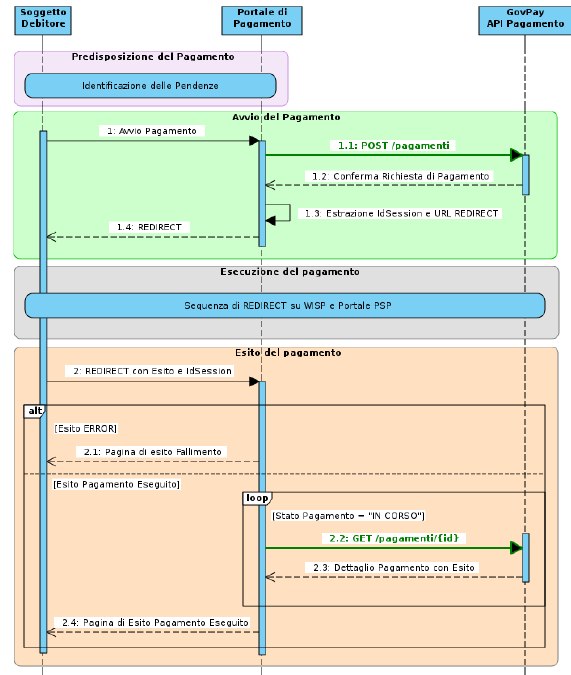 Soggetto
Debitore
Portale di
Pagamento
GovPay
API Pagamento
Predisposizione del Pagamento
Identificazione delle Pendenze
Avvio del Pagamento
1: Avvio Pagamento
1.1: POST /pagamenti
1.2: Conferma Richiesta di Pagamento
1.3: Estrazione IdSession e URL REDIRECT
1.4: REDIRECT
Esecuzione del pagamento
Sequenza di REDIRECT su WISP e Portale PSP
Esito del pagamento
2: REDIRECT con Esito e IdSession
alt
[Esito ERROR]
2.1: Pagina di esito Fallimento
[Esito Pagamento Eseguito]
loop
[Stato Pagamento = "IN CORSO"]
2.2: GET /pagamenti/{id}
2.3: Dettaglio Pagamento con Esito
2.4: Pagina di Esito Pagamento Eseguito